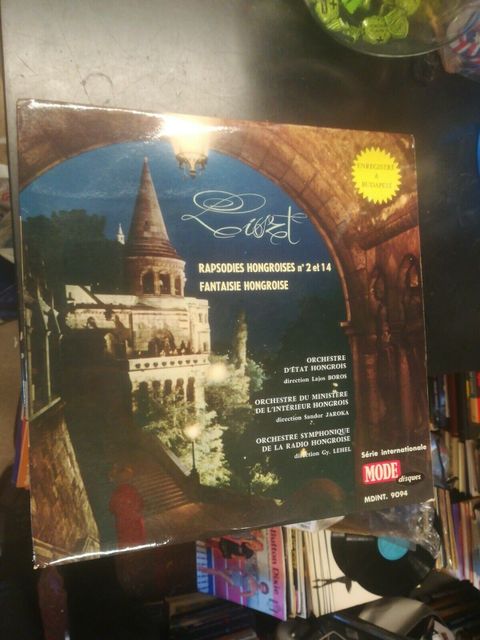 Liszt
ENREGISTRÉ
à
BUDAPEST
RAPSODIES HONGROISES n° 2 et 14
FANTAISIE HONGROISE
ORCHESTRE
D'ÉTAT HONGROIS
direction Lajos BOROS
ORCHESTRE DU MINISTÈRE
DE L'INTÉRIEUR HONGROIS
direction Sandor JAROKA
ORCHESTRE SYMPHONIQUE
DE LA RADIO HONGROISE
direction Gy. LEHEL
Série internationale
MODE disques
MDINT. 9094
Button Dixie